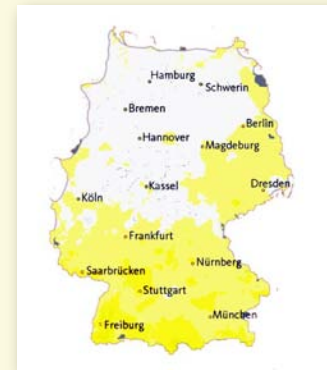 Hamburg
Schwerin
Bremen
Berlin
Hannover
Magdeburg
Kassel
Dresden
Köln
Frankfurt
Nürnberg
Saarbrücken
Stuttgart
München
Freiburg